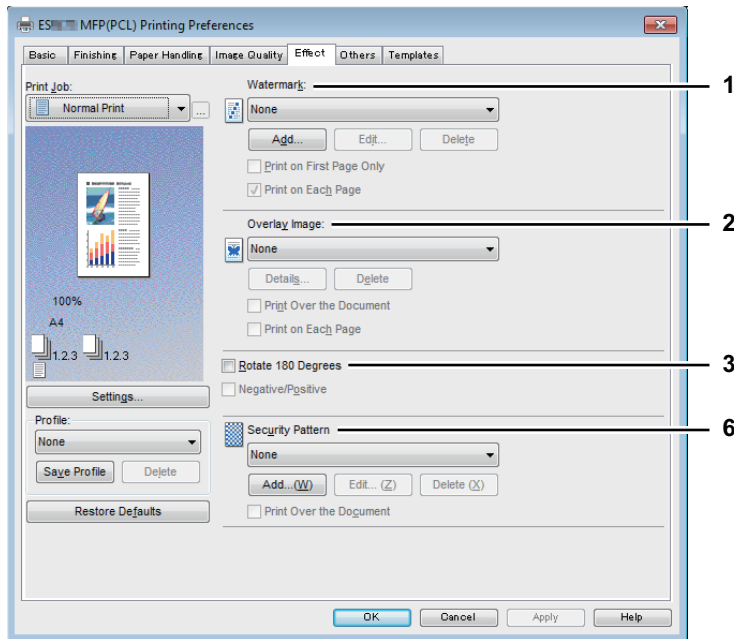 ES MFP(PCL) Printing Preferences
Basic Finishing Paper Handling Image Quality Effect Others Templates
Print Job:
Normal Print ...
100%
A4
1.2.3 1.2.3
Settings...
Profile:
None
Save Profile Delete
Restore Defaults
Watermark: 1
None
Add... Edit... Delete
Print on First Page Only
Print on Each Page
Overlay Image: 2
None
Details... Delete
Print Over the Document
Print on Each Page
Rotate 180 Degrees 3
Negative/Positive
Security Pattern 6
None
Add...(W) Edit... (Z) Delete (X)
Print Over the Document
OK Cancel Apply Help